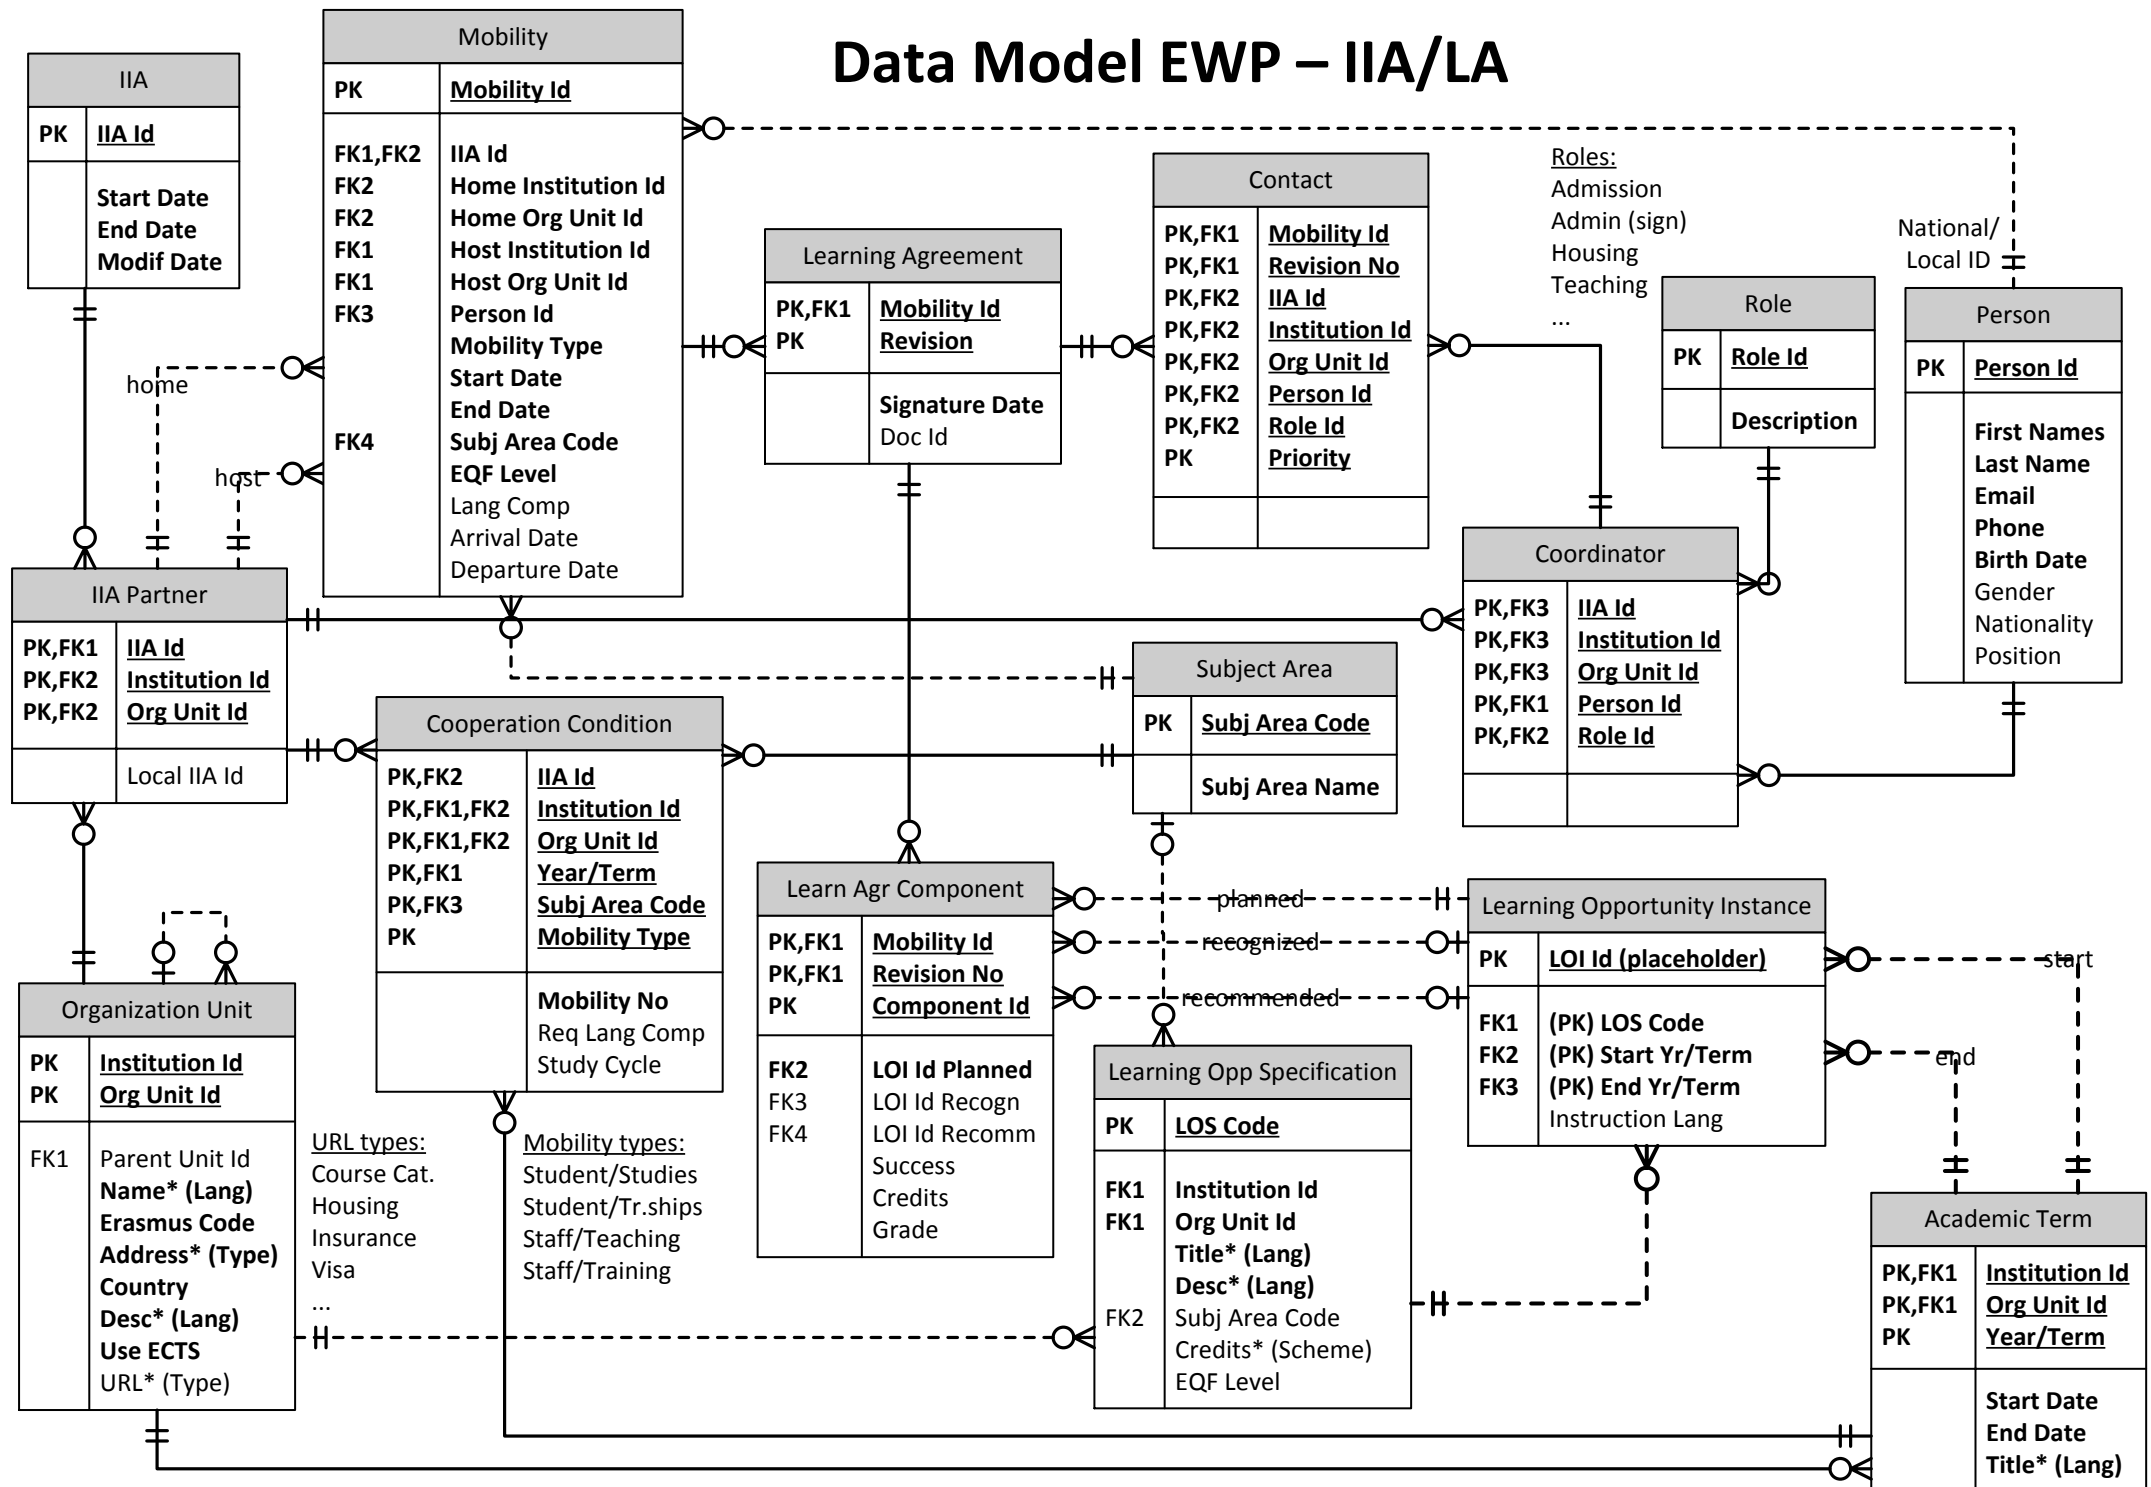 Data Model EWP – IIA/LA
IIA
PK IIA Id
Start Date
End Date
Modif Date
Mobility
PK Mobility Id
FK1,FK2 IIA Id
FK2 Home Institution Id
FK2 Home Org Unit Id
FK1 Host Institution Id
FK1 Host Org Unit Id
FK3 Person Id
Mobility Type
Start Date
End Date
FK4 Subj Area Code
EQF Level
Lang Comp
Arrival Date
Departure Date
home
host
Learning Agreement
PK,FK1 Mobility Id
PK Revision
Signature Date
Doc Id
Contact
PK,FK1 Mobility Id
PK,FK1 Revision No
PK,FK2 IIA Id
PK,FK2 Institution Id
PK,FK2 Org Unit Id
PK,FK2 Person Id
PK,FK2 Role Id
PK Priority
Roles:
Admission
Admin (sign)
Housing
Teaching
...
Role
PK Role Id
Description
National/
Local ID
Person
PK Person Id
First Names
Last Name
Email
Phone
Birth Date
Gender
Nationality
Position
IIA Partner
PK,FK1 IIA Id
PK,FK2 Institution Id
PK,FK2 Org Unit Id
Local IIA Id
Coordinator
PK,FK3 IIA Id
PK,FK3 Institution Id
PK,FK3 Org Unit Id
PK,FK1 Person Id
PK,FK2 Role Id
Subject Area
PK Subj Area Code
Subj Area Name
Cooperation Condition
PK,FK2 IIA Id
PK,FK1,FK2 Institution Id
PK,FK1,FK2 Org Unit Id
PK,FK1 Year/Term
PK,FK3 Subj Area Code
PK Mobility Type
Mobility No
Req Lang Comp
Study Cycle
Learn Agr Component
PK,FK1 Mobility Id
PK,FK1 Revision No
PK Component Id
FK2 LOI Id Planned
FK3 LOI Id Recogn
FK4 LOI Id Recomm
Success
Credits
Grade
planned
recognized
recommended
Learning Opportunity Instance
PK LOI Id (placeholder)
FK1 (PK) LOS Code
FK2 (PK) Start Yr/Term
FK3 (PK) End Yr/Term
Instruction Lang
start
end
Organization Unit
PK Institution Id
PK Org Unit Id
FK1 Parent Unit Id
Name* (Lang)
Erasmus Code
Address* (Type)
Country
Desc* (Lang)
Use ECTS
URL* (Type)
URL types:
Course Cat.
Housing
Insurance
Visa
...
Mobility types:
Student/Studies
Student/Tr.ships
Staff/Teaching
Staff/Training
Learning Opp Specification
PK LOS Code
FK1 Institution Id
FK1 Org Unit Id
Title* (Lang)
Desc* (Lang)
FK2 Subj Area Code
Credits* (Scheme)
EQF Level
Academic Term
PK,FK1 Institution Id
PK,FK1 Org Unit Id
PK Year/Term
Start Date
End Date
Title* (Lang)